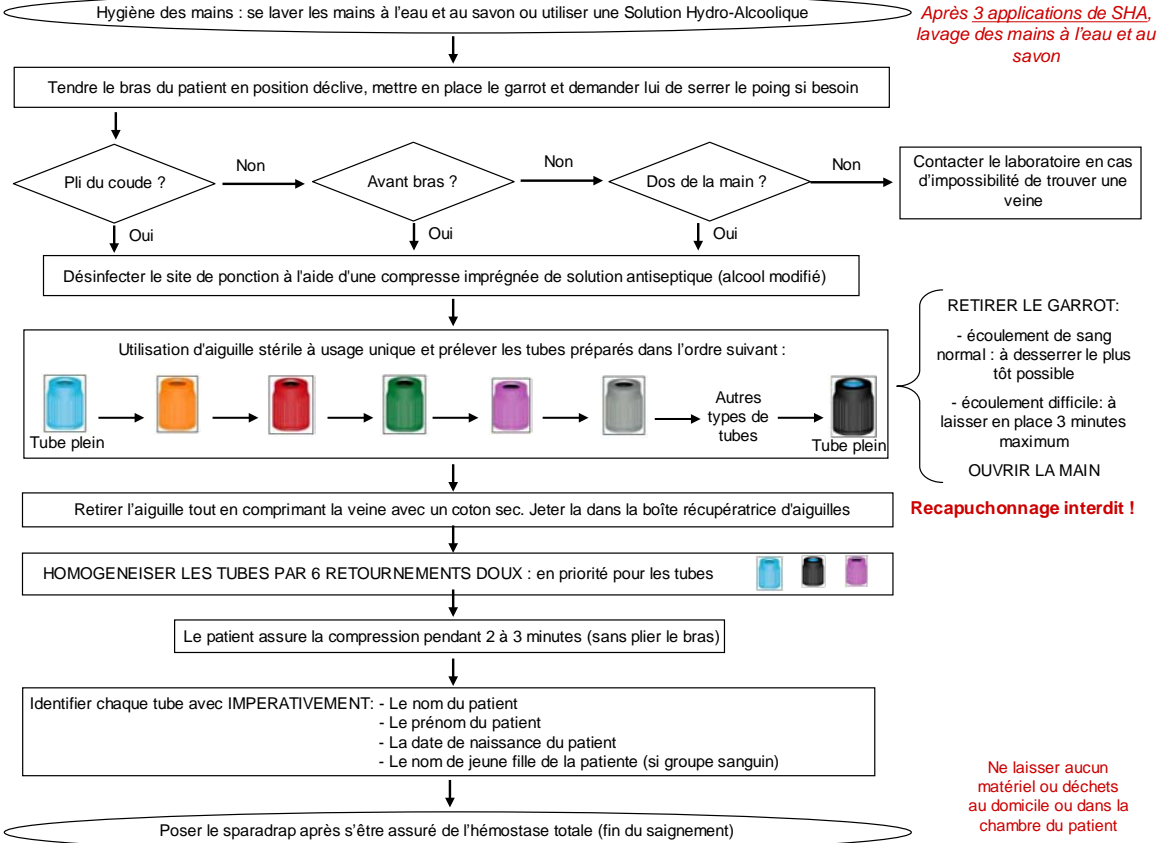 Hygiène des mains : se laver les mains à l'eau et au savon ou utiliser une Solution Hydro-Alcoolique
Après 3 applications de SHA,
lavage des mains à l'eau et au
savon
Tendre le bras du patient en position déclive, mettre en place le garrot et demander lui de serrer le poing si besoin
Pli du coude ?
Non
Avant bras ?
Non
Dos de la main ?
Non
Contacter le laboratoire en cas
d'impossibilité de trouver une
veine
Oui
Oui
Oui
Désinfecter le site de ponction à l'aide d'une compresse imprégnée de solution antiseptique (alcool modifié)
Utilisation d'aiguille stérile à usage unique et prélever les tubes préparés dans l'ordre suivant :
Tube plein
Autres
types de
tubes
Tube plein
RETIRER LE GARROT:
- écoulement de sang
normal : à desserrer le plus
tôt possible
- écoulement difficile: à
laisser en place 3 minutes
maximum
OUVRIR LA MAIN
Retirer l'aiguille tout en comprimant la veine avec un coton sec. Jeter la dans la boîte récupératrice d'aiguilles
Recapuchonnage interdit !
HOMOGENEISER LES TUBES PAR 6 RETOURNEMENTS DOUX : en priorité pour les tubes
Le patient assure la compression pendant 2 à 3 minutes (sans plier le bras)
Identifier chaque tube avec IMPERATIVEMENT: - Le nom du patient
- Le prénom du patient
- La date de naissance du patient
- Le nom de jeune fille de la patiente (si groupe sanguin)
Ne laisser aucun
matériel ou déchets
au domicile ou dans la
chambre du patient
Poser le sparadrap après s'être assuré de l'hémostase totale (fin du saignement)